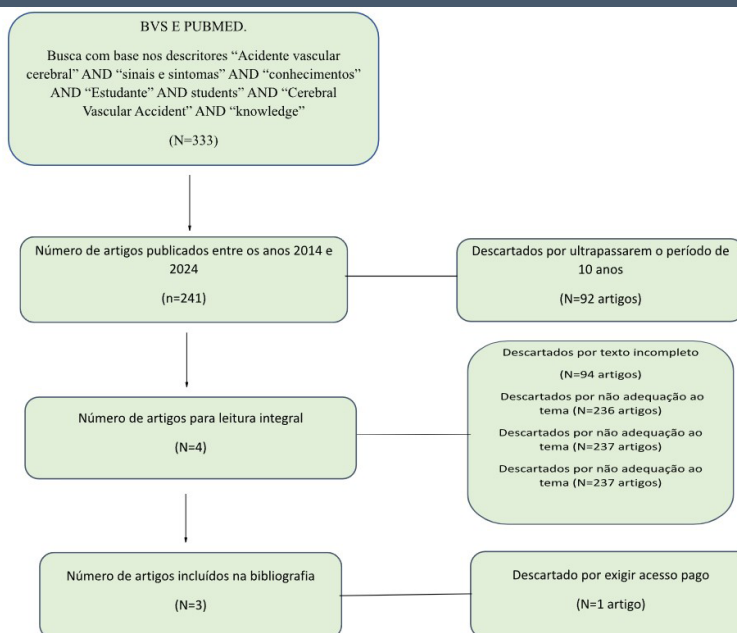 BVS E PUBMED.
Busca com base nos descritores “Acidente vascular
cerebral” AND “sinais e sintomas” AND “conhecimentos”
AND “Estudante” AND students” AND “Cerebral
Vascular Accident” AND “knowledge”
(N=333)
Número de artigos publicados entre os anos 2014 e
2024
(n=241)
Descartados por ultrapassarem o período de
10 anos
(N=92 artigos)
Número de artigos para leitura integral
(N=4)
Descartados por texto incompleto
(N=94 artigos)
Descartados por não adequação ao
tema (N=236 artigos)
Descartados por não adequação ao
tema (N=237 artigos)
Descartados por não adequação ao
tema (N=237 artigos)
Número de artigos incluídos na bibliografia
(N=3)
Descartado por exigir acesso pago
(N=1 artigo)